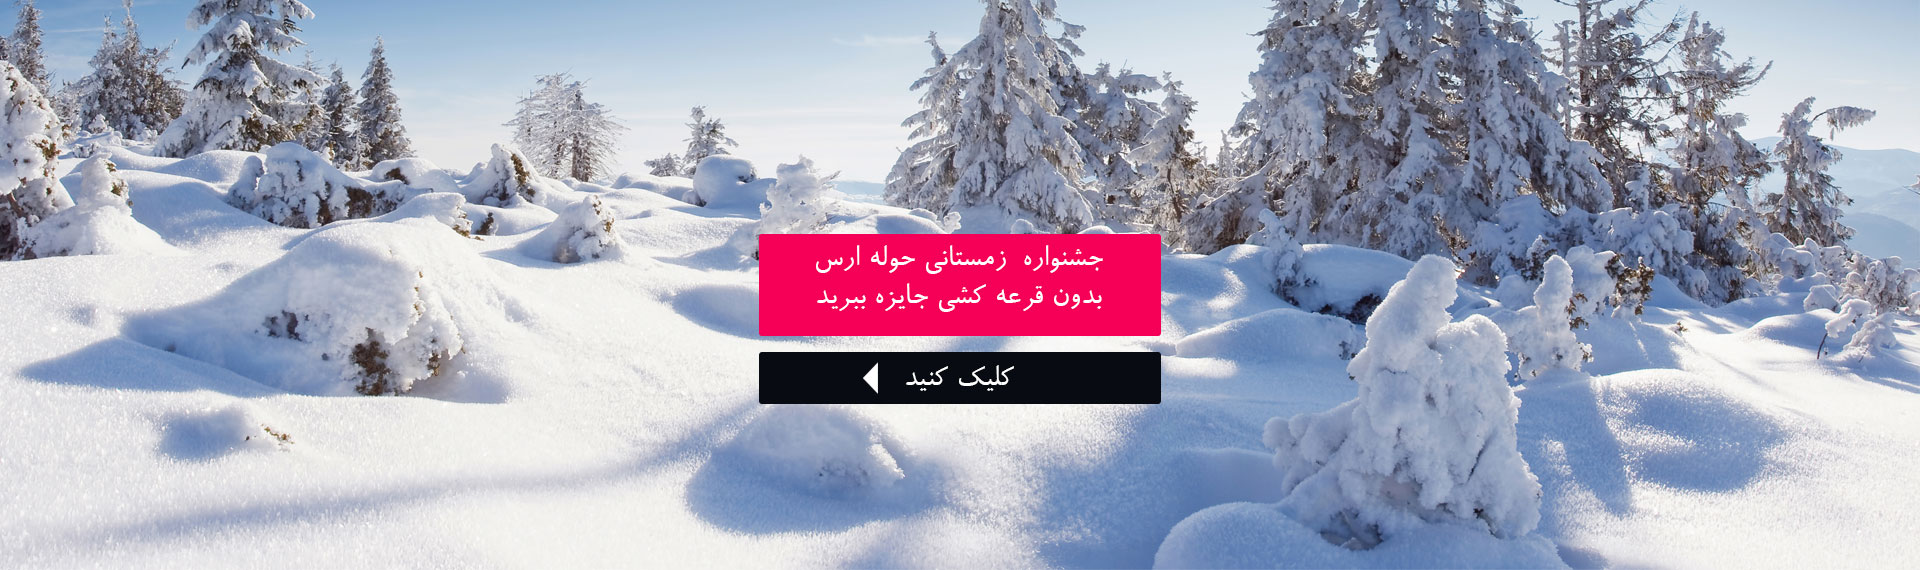 جشنواره زمستانی حوله ارس
بدون قرعه کشی جایزه ببرید
کلیک کنید